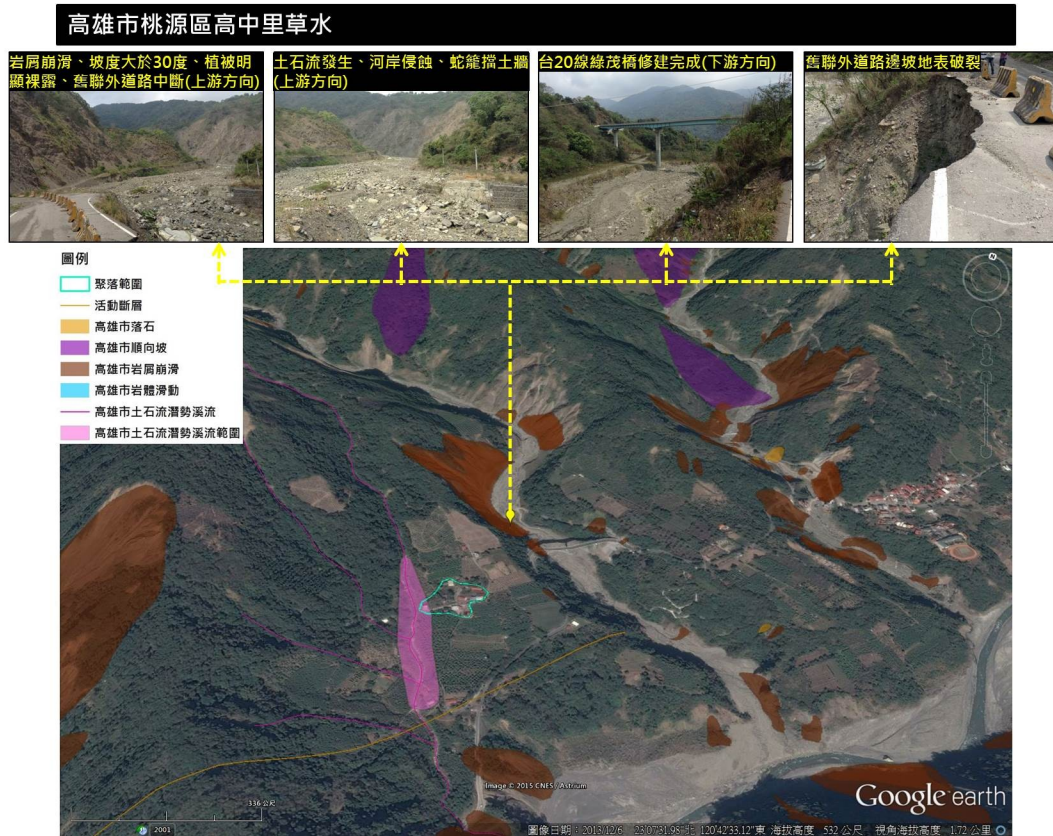 高雄市桃源區高中里草水
岩屑崩滑、坡度大於30度、植被明
顯裸露、舊聯外道路中斷(上游方向)
土石流發生、河岸侵蝕、蛇龍擋土牆
(上游方向)
台20線綠茂橋修建完成(下游方向)
舊聯外道路邊坡地表破裂
圖例
聚落範圍
活動斷層
高雄市落石
高雄市順向坡
高雄市岩屑崩滑
高雄市岩體滑動
高雄市土石流潛勢溪流
高雄市土石流潛勢溪流範圍
Image © 2015 CNES / Astrium
Google earth
336 公尺
2001
圖像日期：2013/12/6 23°07'31.98"北 120°42'33.12"東 海拔高度 532 公尺 視角海拔高度 1.72 公里